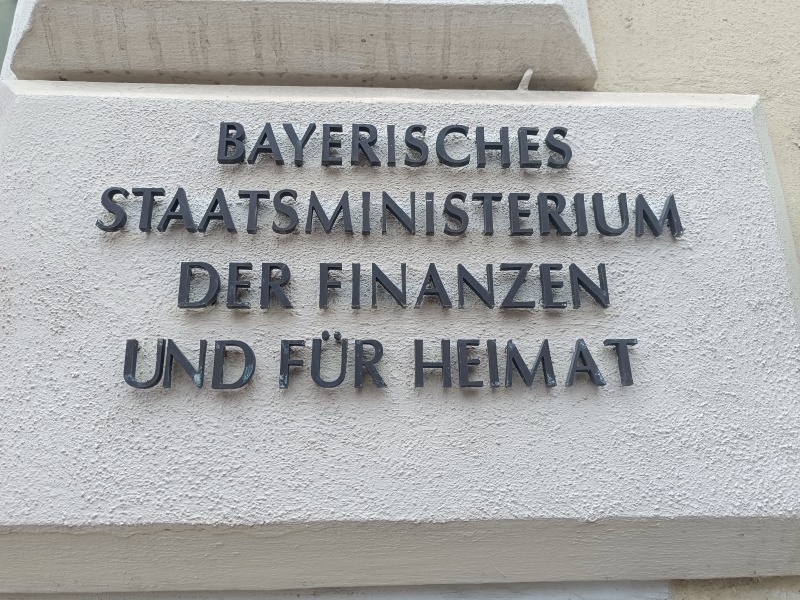 BAYERISCHES
STAATSMINISTERIUM
DER FINANZEN
UND FÜR HEIMAT